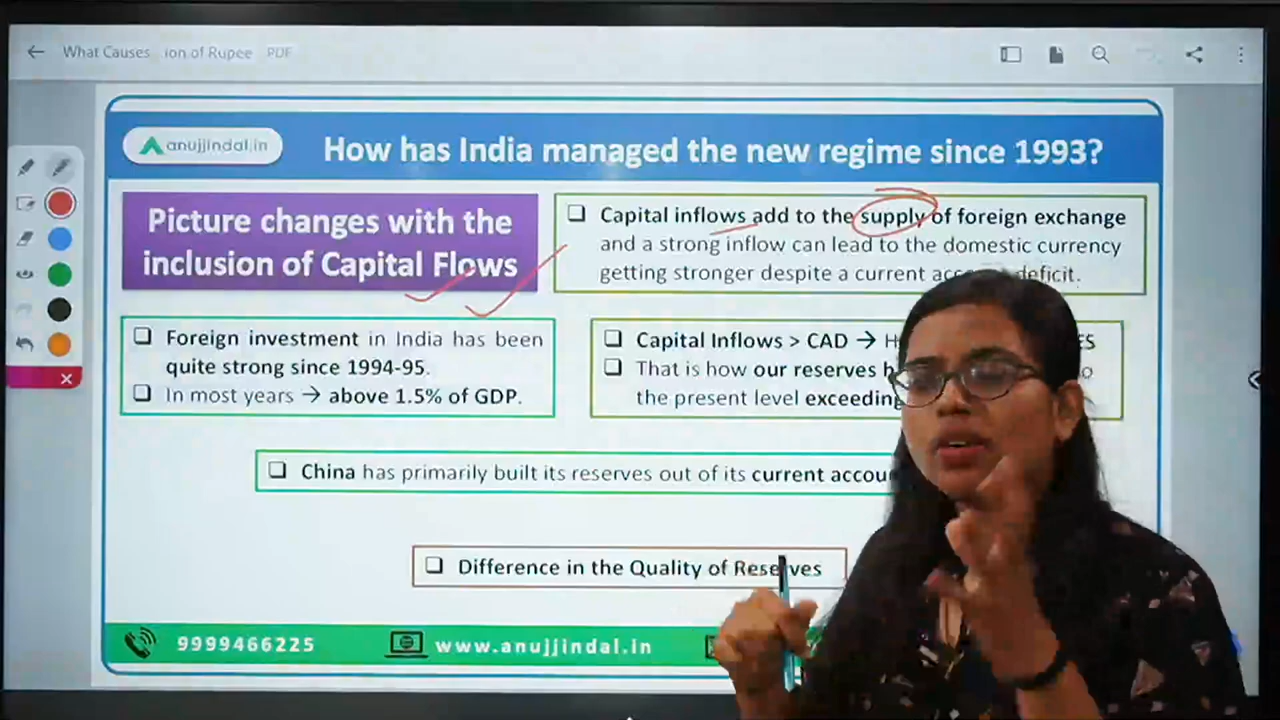 What Causes ion of Rupee PDF
anujjindal.in
How has India managed the new regime since 1993?
Picture changes with the
inclusion of Capital Flows
❑ Capital inflows add to the supply of foreign exchange
and a strong inflow can lead to the domestic currency
getting stronger despite a current deficit.
❑ Foreign investment in India has been
quite strong since 1994-95.
❑ In most years → above 1.5% of GDP.
❑ Capital Inflows > CAD →
❑ That is how our reserves
the present level exceeding
❑ China has primarily built its reserves out of its current
❑ Difference in the Quality of Reserves
9999466225
www.anujjindal.in